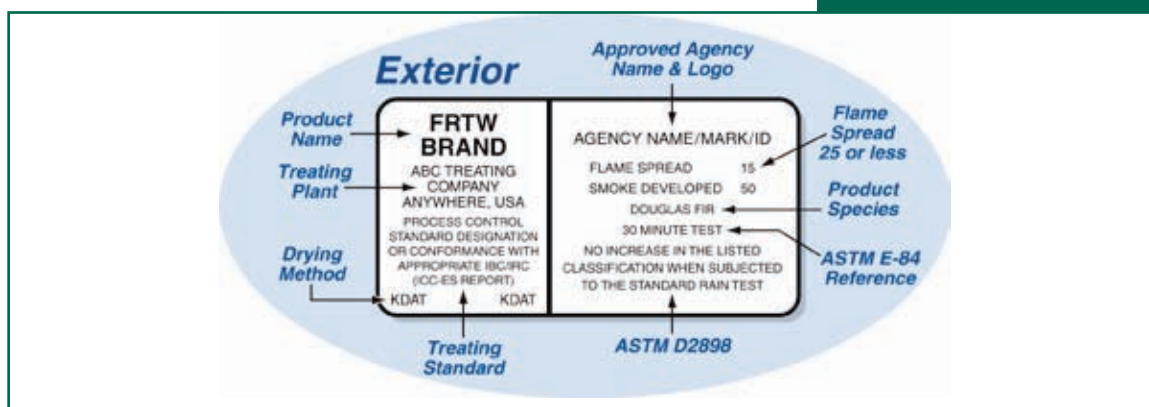 Exterior
Approved Agency
Name & Logo
Product
Name
Treating
Plant
Drying
Method
FRTW
BRAND
ABC TREATING
COMPANY
ANYWHERE, USA
PROCESS CONTROL
STANDARD DESIGNATION
OR CONFORMANCE WITH
APPROPRIATE IBC/IRC
(ICC-ES REPORT)
KDAT KDAT
Treating
Standard
AGENCY NAME/MARK/ID
FLAME SPREAD 15
SMOKE DEVELOPED 50
DOUGLAS FIR
30 MINUTE TEST
NO INCREASE IN THE LISTED
CLASSIFICATION WHEN SUBJECTED
TO THE STANDARD RAIN TEST
ASTM D2898
Flame
Spread
25 or less
Product
Species
ASTM E-84
Reference